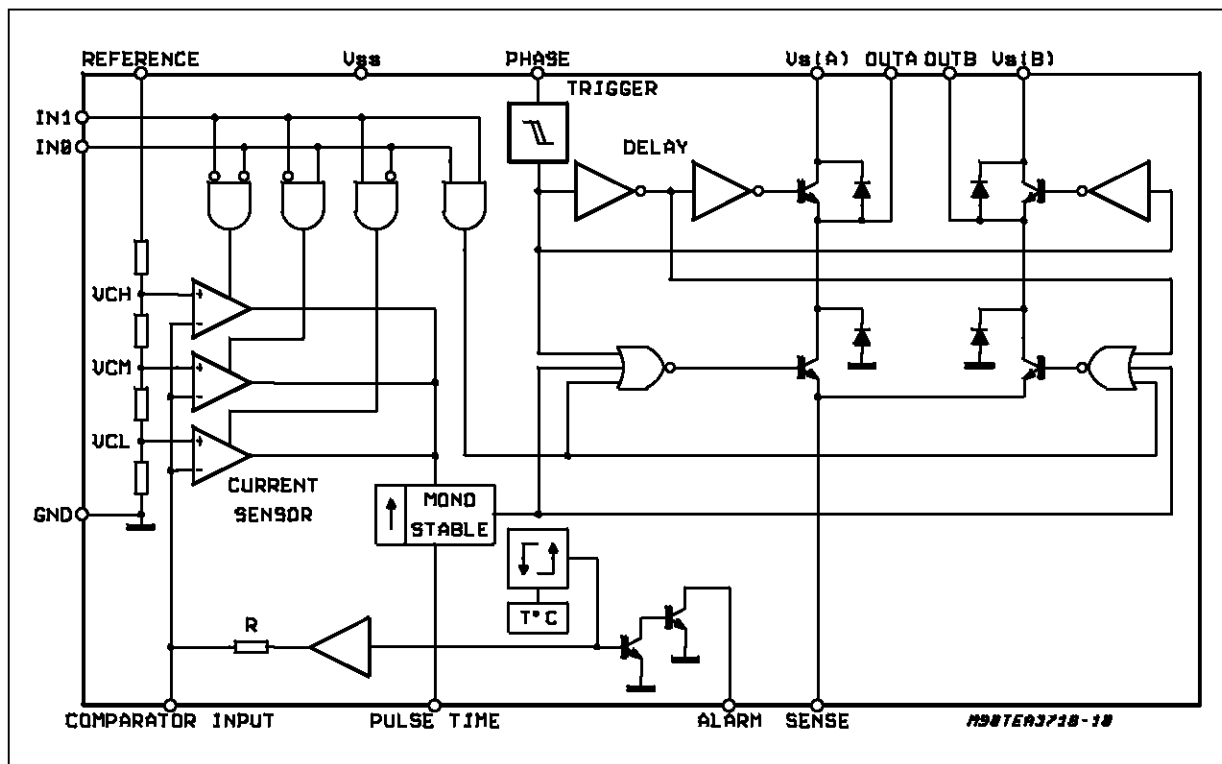 REFERENCE Vss PHASE Vs(A) OUTA OUTB Vs(B)
TRIGGER
IN1
IN0
DELAY
VCH
+
-
VCM
+
-
VCL
+
-
CURRENT
SENSOR
GND
MONO
STABLE
T°C
R
COMPARATOR INPUT PULSE TIME ALARM SENSE
M90TEA3718-10